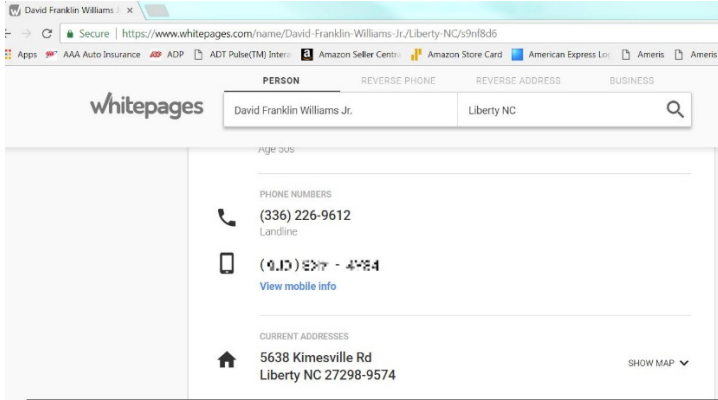 David Franklin Williams J
Secure | https://www.whitepages.com/name/David-Franklin-Williams-Jr./Liberty-NC/s9nf8d6
Apps AAA Auto Insurance ADP ADT Pulse(TM) Intera Amazon Seller Centra Amazon Store Card American Express Log Ameris Ameris
PERSON REVERSE PHONE REVERSE ADDRESS BUSINESS
whitepages David Franklin Williams Jr. Liberty NC
Age 50s
PHONE NUMBERS
(336) 226-9612
Landline
View mobile info
CURRENT ADDRESSES
5638 Kimesville Rd SHOW MAP
Liberty NC 27298-9574